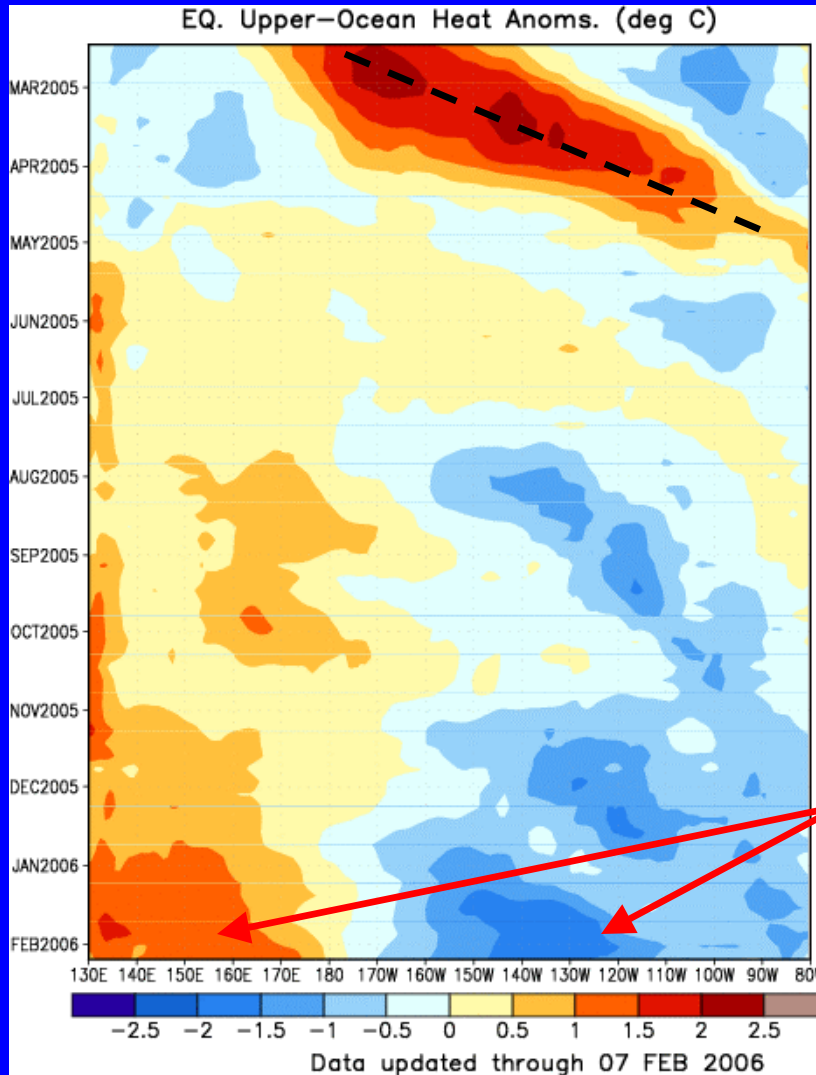 EQ. Upper-Ocean Heat Anoms. (deg C)
MAR2005
APR2005
MAY2005
JUN2005
JUL2005
AUG2005
SEP2005
OCT2005
NOV2005
DEC2005
JAN2006
FEB2006
130E 140E 150E 160E 170E 180 170W 160W 150W 140W 130W 120W 110W 100W 90W 80W
-2.5 -2 -1.5 -1 -0.5 0 0.5 1 1.5 2 2.5
Data updated through 07 FEB 2006